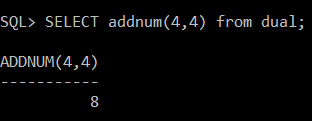 SQL> SELECT addnum(4,4) from dual;
ADDNUM(4,4)
-----------
8